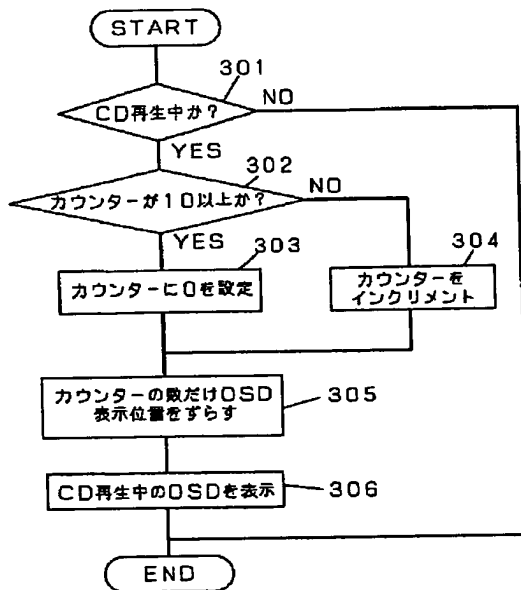 START
301
CD再生中か?
NO
YES
302
カウンターが10以上か?
NO
YES
303
カウンターに0を設定
304
カウンターを
インクリメント
カウンターの数だけOSD
表示位置をずらす
305
CD再生中のOSDを表示
306
END